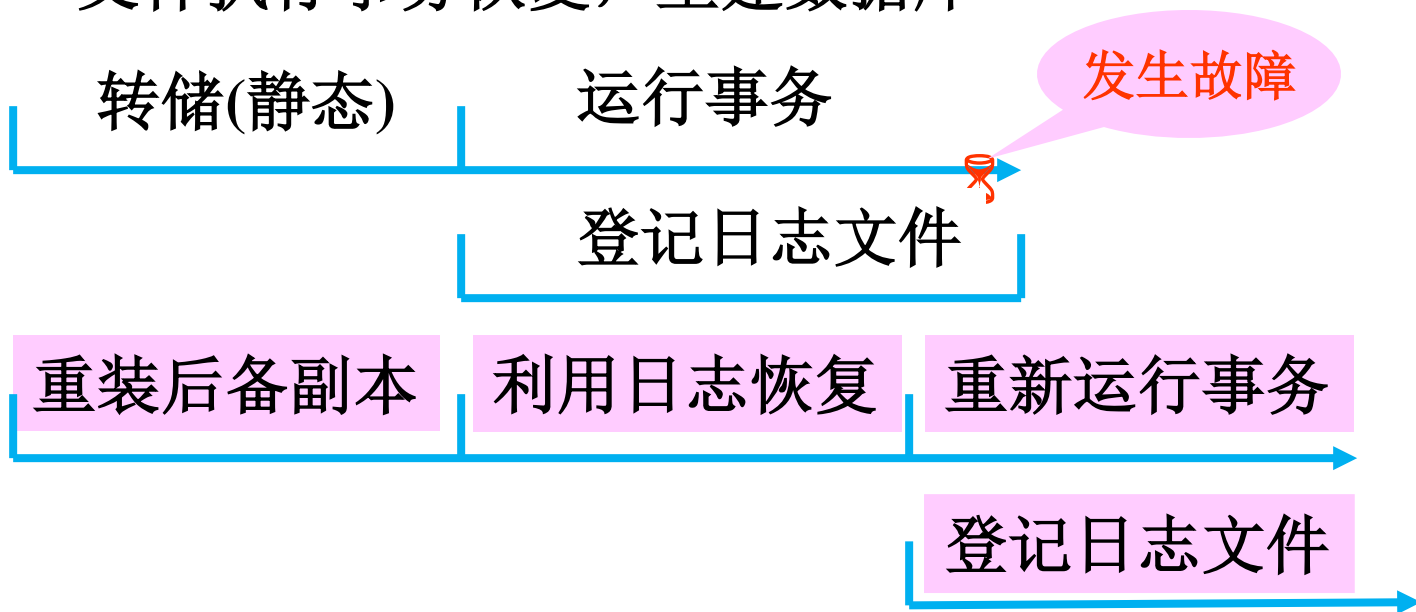 转储(静态)
运行事务
发生故障
登记日志文件
重装后备副本
利用日志恢复
重新运行事务
登记日志文件